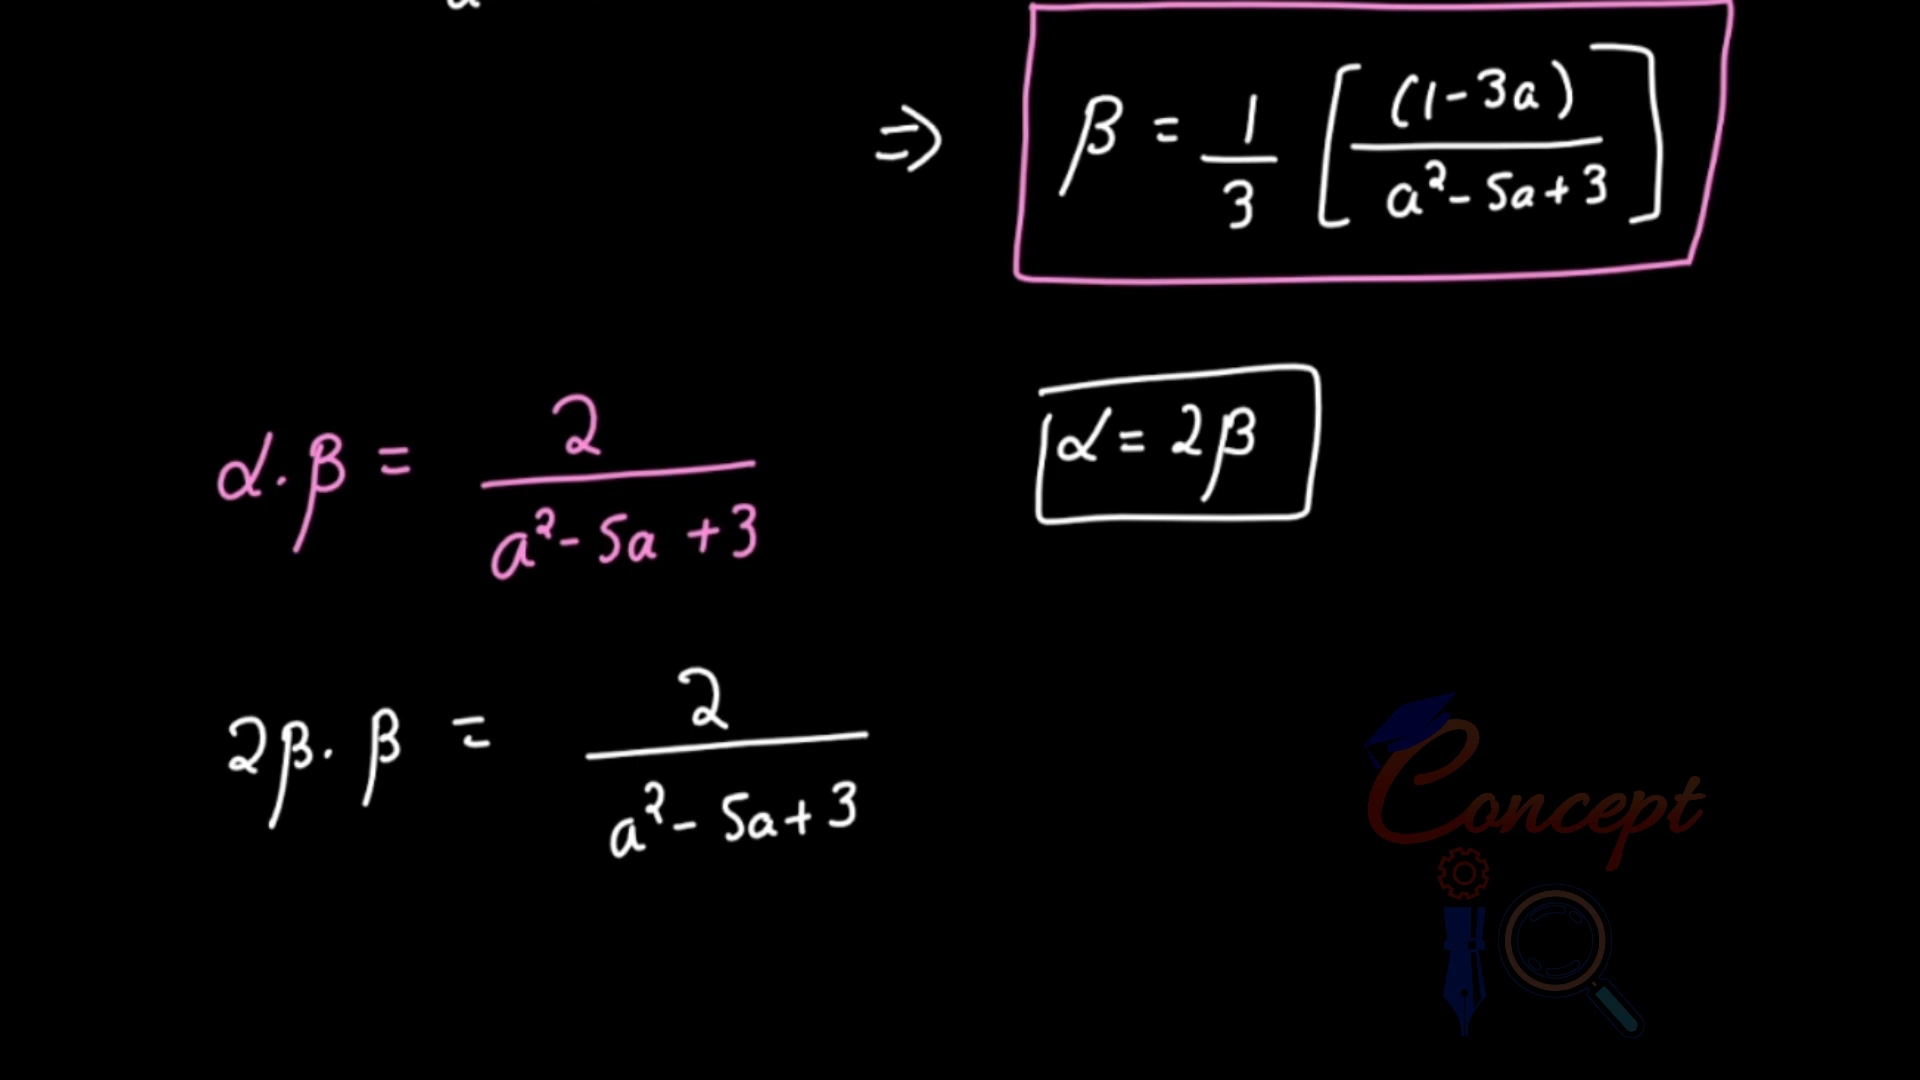 ⇒ β = 1/3 [(1-3a)/(a²-5a+3)]
α·β = 2/(a²-5a+3)
α = 2β
2β·β = 2/(a²-5a+3)
Concept